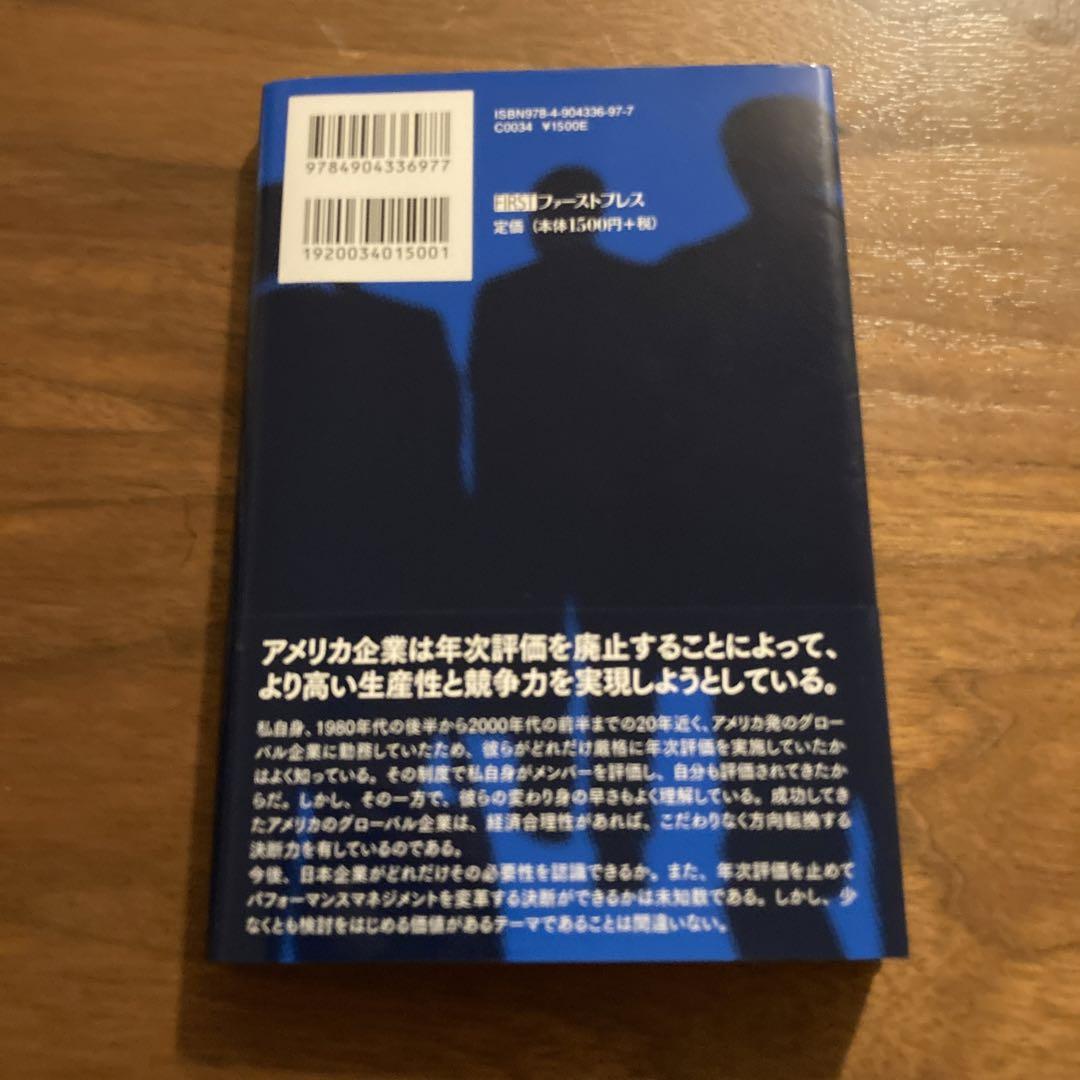 ISBN978-4-904336-97-7
C0034 ¥1500E
9784904336977
1920034015001
FIRST ファーストプレス
定価 (本体1500円+税)
アメリカ企業は年次評価を廃止することによって、
より高い生産性と競争力を実現しようとしている。
私自身、1980年代の後半から2000年代の前半までの20年近く、アメリカ発のグロー
バル企業に勤務していたため、彼らがどれだけ厳格に年次評価を実施していたか
はよく知っている。その制度で私自身がメンバーを評価し、自分も評価されてきたか
らだ。しかし、その一方で、彼らの変わり身の早さもよく理解している。成功してき
たアメリカのグローバル企業は、経済合理性があれば、こだわりなく方向転換する
決断力を有しているのである。
今後、日本企業がどれだけその必要性を認識できるか。また、年次評価を止めて
パフォーマンスマネジメントを変革する決断ができるかは未知数である。しかし、少
なくとも検討をはじめる価値があるテーマであることは間違いない。